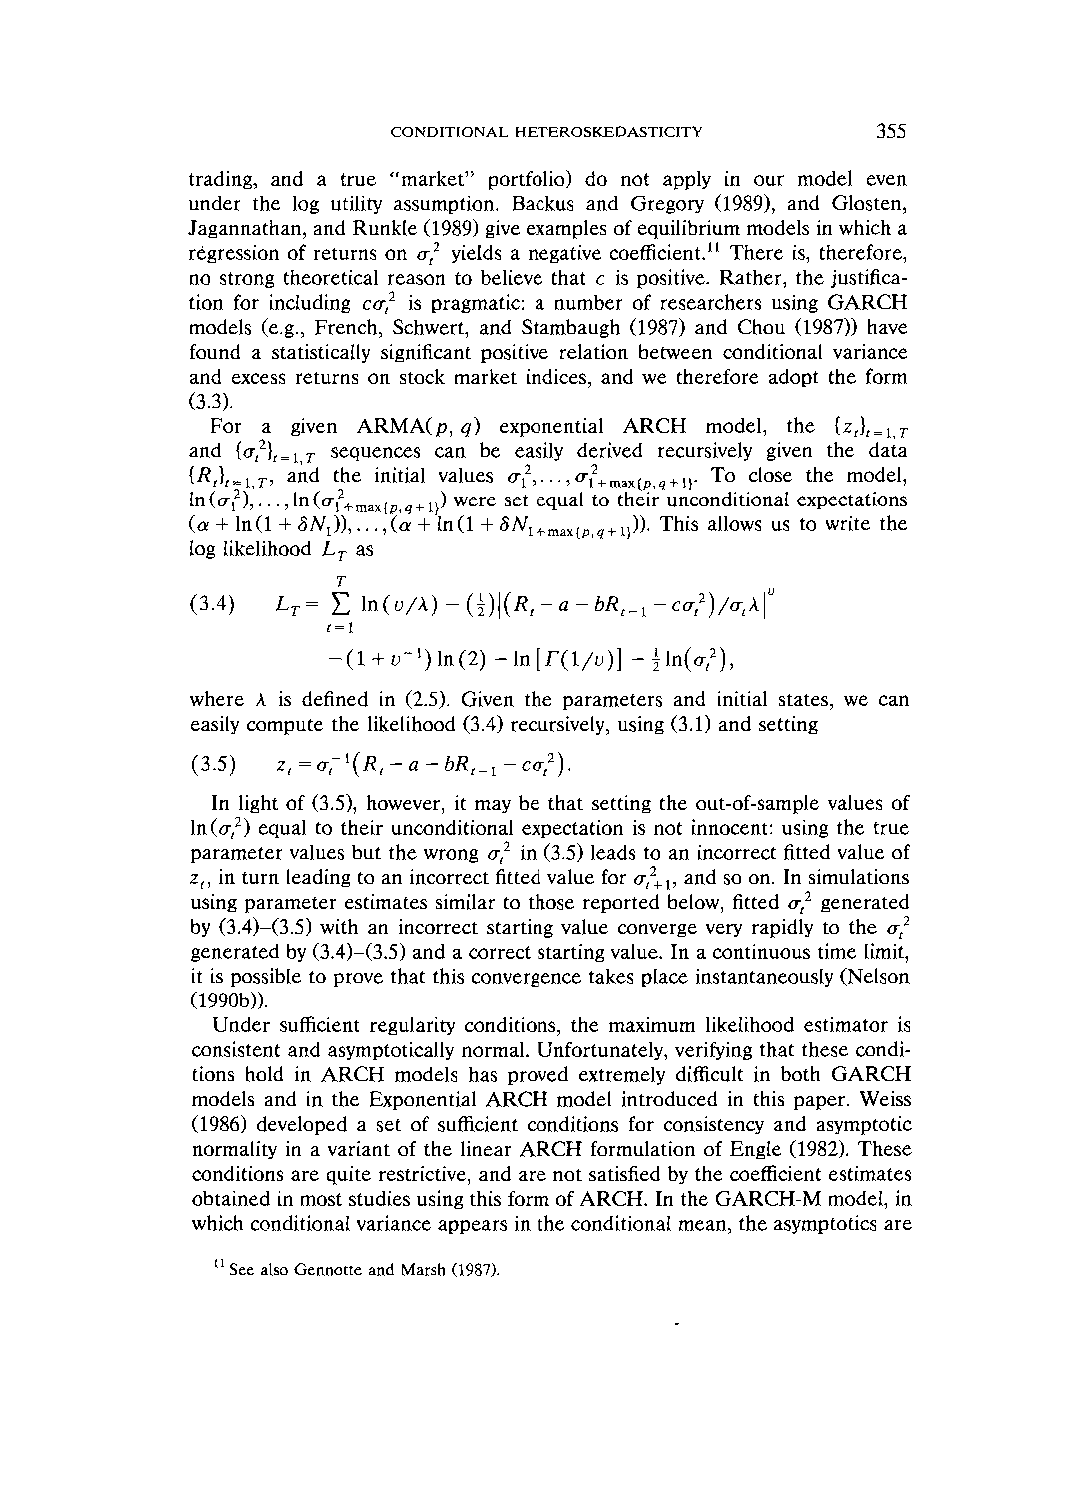 CONDITIONAL HETEROSKEDASTICITY 355
trading, and a true “market” portfolio) do not apply in our model even
under the log utility assumption. Backus and Gregory (1989), and Glosten,
Jagannathan, and Runkle (1989) give examples of equilibrium models in which a
regression of returns on σ_t^2 yields a negative coefficient.^11 There is, therefore,
no strong theoretical reason to believe that c is positive. Rather, the justifica-
tion for including cσ_t^2 is pragmatic: a number of researchers using GARCH
models (e.g., French, Schwert, and Stambaugh (1987) and Chou (1987)) have
found a statistically significant positive relation between conditional variance
and excess returns on stock market indices, and we therefore adopt the form
(3.3).
For a given ARMA(p, q) exponential ARCH model, the {z_t}_{t=1,T}
and {σ_t^2}_{t=1,T} sequences can be easily derived recursively given the data
{R_t}_{t=1,T}, and the initial values σ_1^2,...,σ_{1+max{p,q+1}}^2. To close the model,
ln(σ_1^2),...,ln(σ_{1+max{p,q+1}}^2) were set equal to their unconditional expectations
(α + ln(1 + δN_1)),...,(α + ln(1 + δN_{1+max{p,q+1}})). This allows us to write the
log likelihood L_T as
(3.4) L_T = Σ_{t=1}^T ln(υ/λ) − (½)|(R_t − a − bR_{t−1} − cσ_t^2)/σ_tλ|^υ
−(1 + υ^{−1}) ln(2) − ln[Γ(1/υ)] − ½ ln(σ_t^2),
where λ is defined in (2.5). Given the parameters and initial states, we can
easily compute the likelihood (3.4) recursively, using (3.1) and setting
(3.5) z_t = σ_t^{−1}(R_t − a − bR_{t−1} − cσ_t^2).
In light of (3.5), however, it may be that setting the out-of-sample values of
ln(σ_t^2) equal to their unconditional expectation is not innocent: using the true
parameter values but the wrong σ_t^2 in (3.5) leads to an incorrect fitted value of
z_t, in turn leading to an incorrect fitted value for σ_{t+1}^2, and so on. In simulations
using parameter estimates similar to those reported below, fitted σ_t^2 generated
by (3.4)–(3.5) with an incorrect starting value converge very rapidly to the σ_t^2
generated by (3.4)–(3.5) and a correct starting value. In a continuous time limit,
it is possible to prove that this convergence takes place instantaneously (Nelson
(1990b)).
Under sufficient regularity conditions, the maximum likelihood estimator is
consistent and asymptotically normal. Unfortunately, verifying that these condi-
tions hold in ARCH models has proved extremely difficult in both GARCH
models and in the Exponential ARCH model introduced in this paper. Weiss
(1986) developed a set of sufficient conditions for consistency and asymptotic
normality in a variant of the linear ARCH formulation of Engle (1982). These
conditions are quite restrictive, and are not satisfied by the coefficient estimates
obtained in most studies using this form of ARCH. In the GARCH-M model, in
which conditional variance appears in the conditional mean, the asymptotics are
^11 See also Gennotte and Marsh (1987).